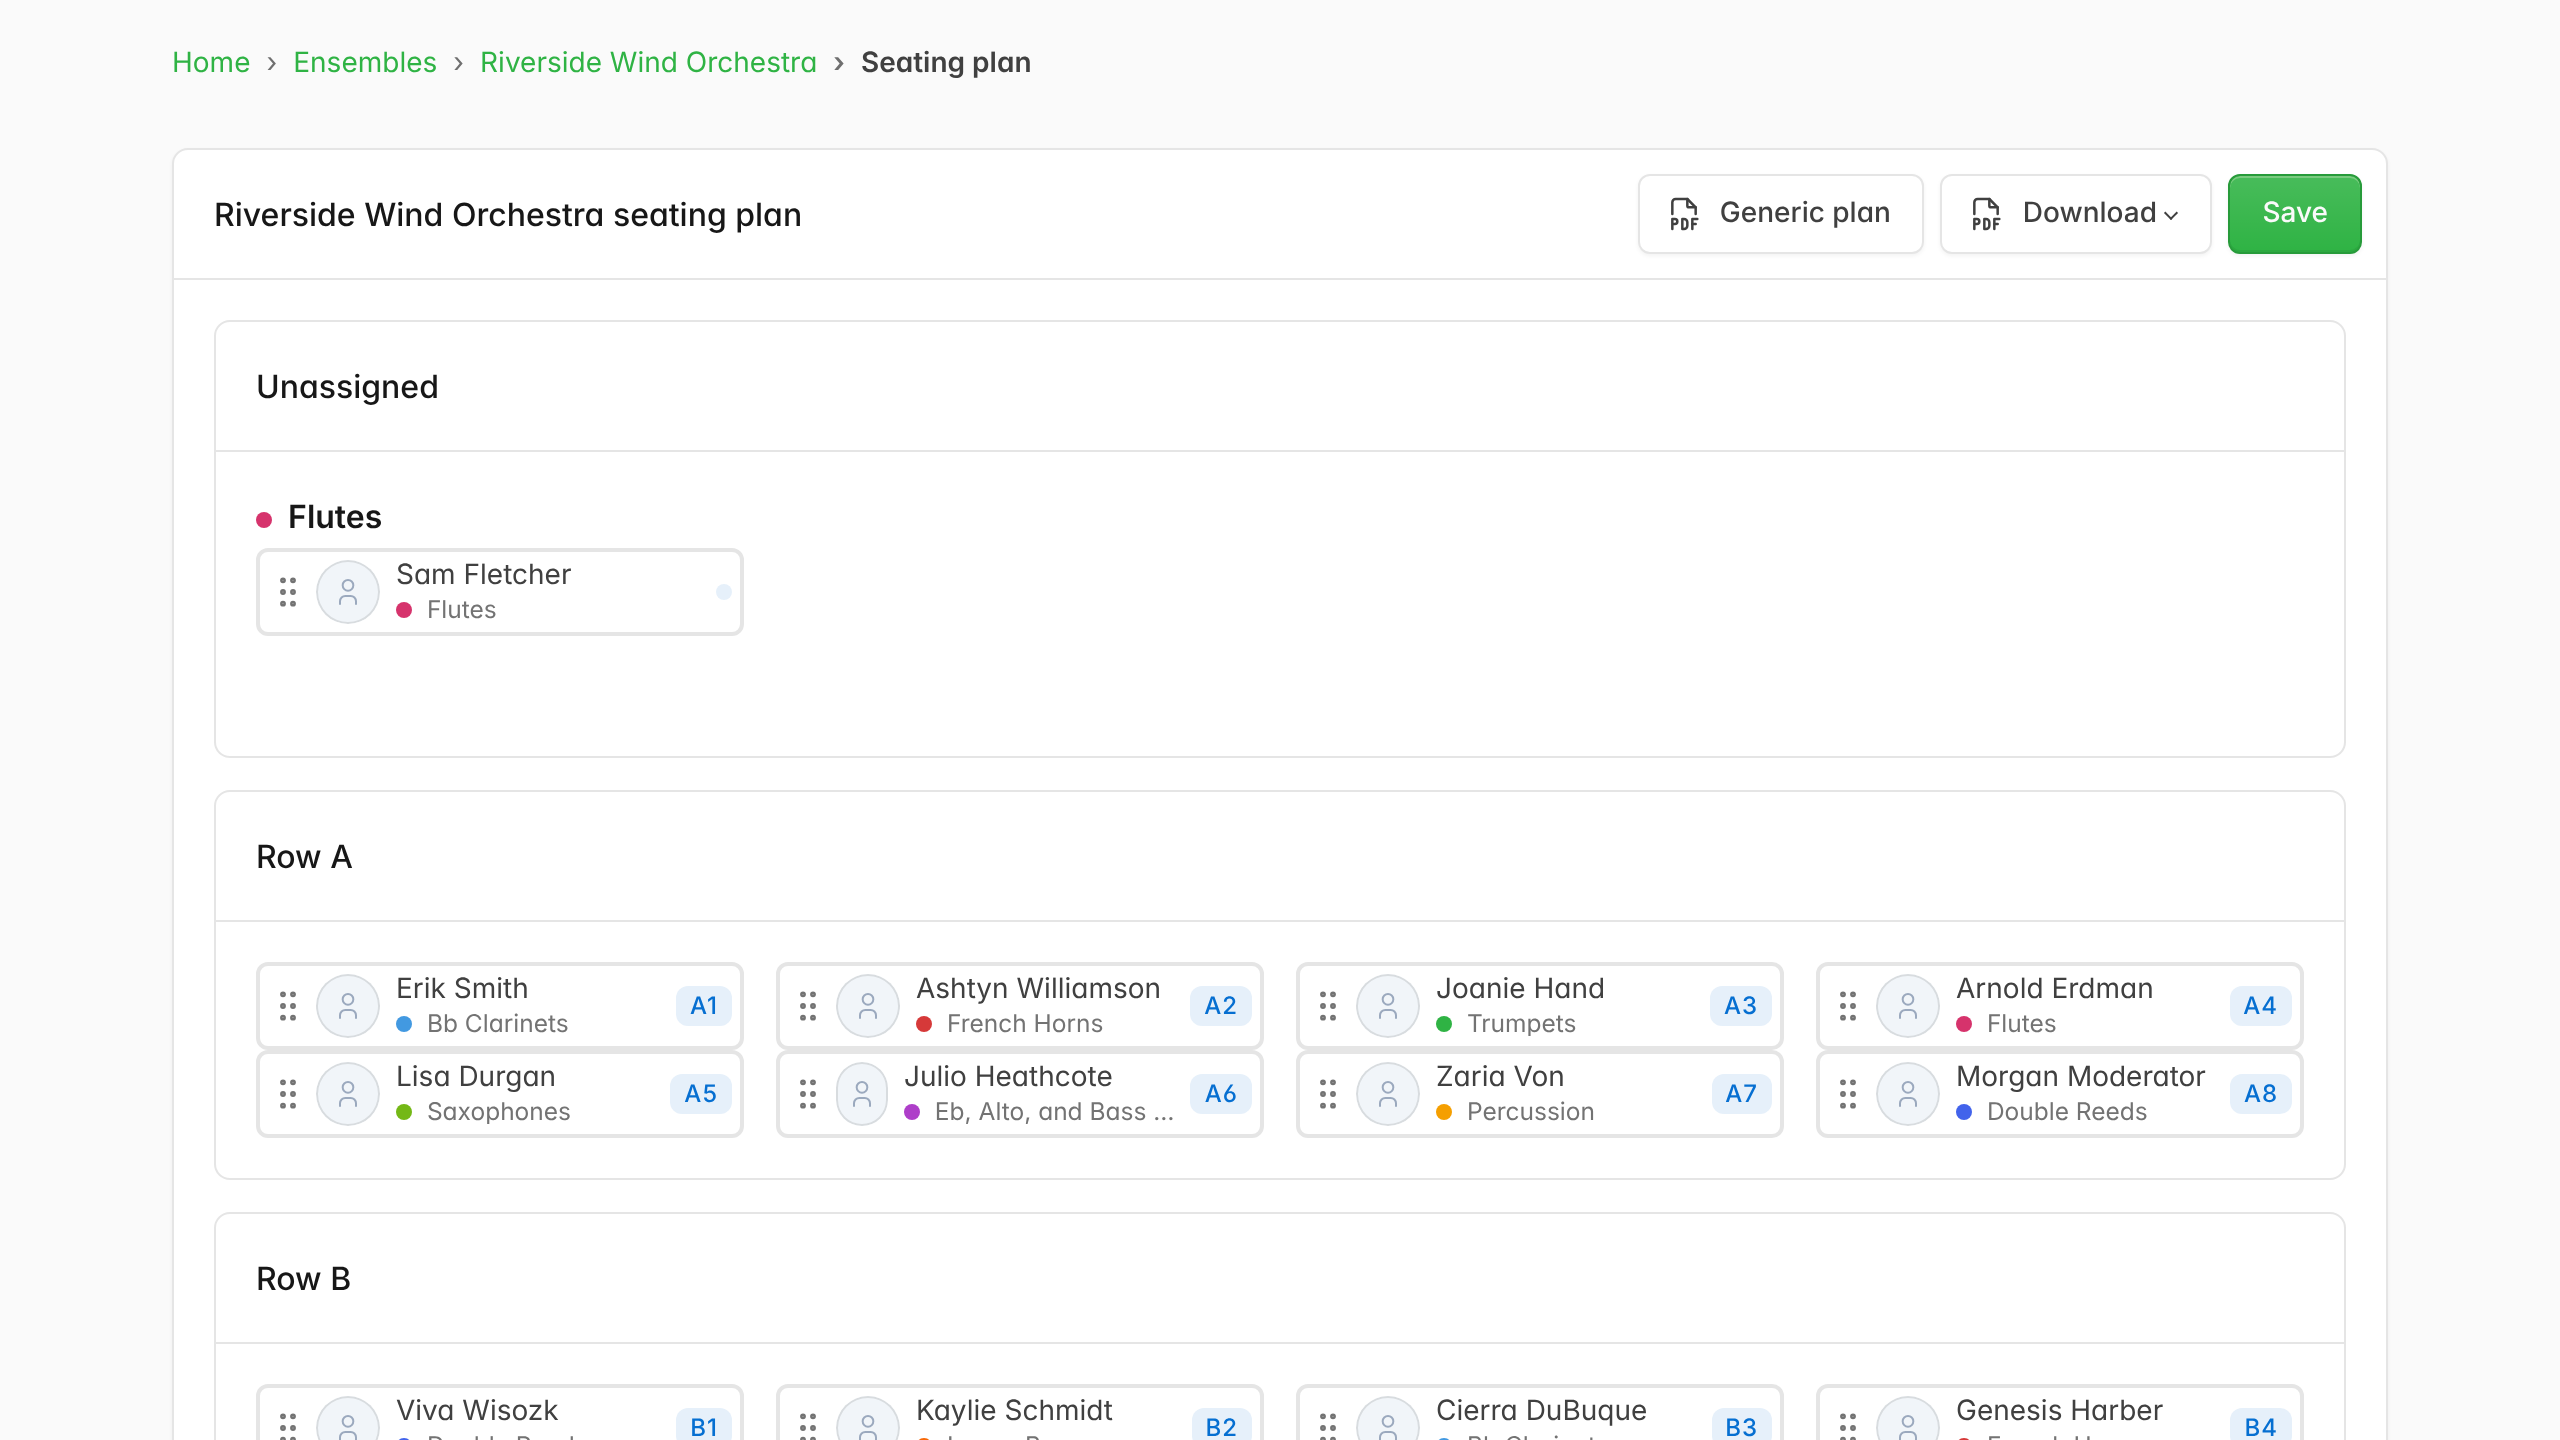 Home › Ensembles › Riverside Wind Orchestra › Seating plan
Riverside Wind Orchestra seating plan
PDF Generic plan
PDF Download
Save
Unassigned
Flutes
Sam Fletcher
Flutes
Row A
Erik Smith
Bb Clarinets
A1
Ashtyn Williamson
French Horns
A2
Joanie Hand
Trumpets
A3
Arnold Erdman
Flutes
A4
Lisa Durgan
Saxophones
A5
Julio Heathcote
Eb, Alto, and Bass ...
A6
Zaria Von
Percussion
A7
Morgan Moderator
Double Reeds
A8
Row B
Viva Wisozk
B1
Kaylie Schmidt
B2
Cierra DuBuque
B3
Genesis Harber
B4